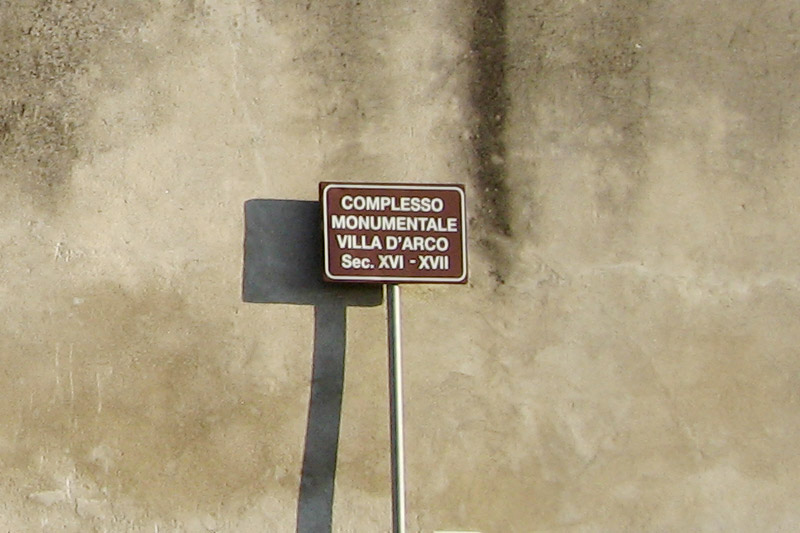 COMPLESSO
MONUMENTALE
VILLA D'ARCO
Sec. XVI - XVII